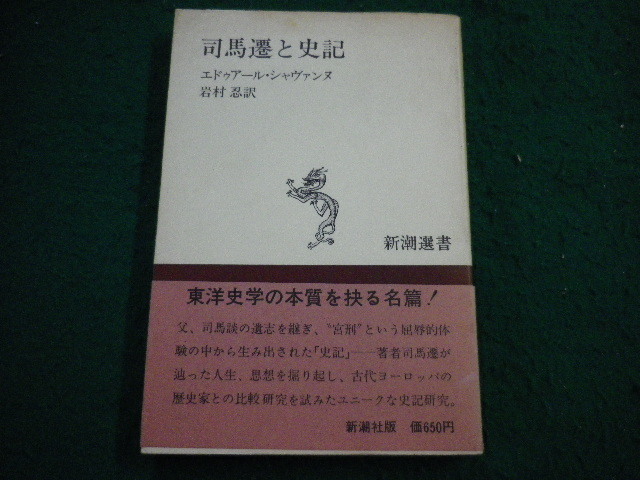 司馬遷と史記
エドゥアール・シャヴァンヌ
岩村 忍訳
新潮選書
東洋史学の本質を抉る名篇!
父、司馬談の遺志を継ぎ、“宮刑”という屈辱的体
験の中から生み出された「史記」──著者司馬遷が
辿った人生、思想を掘り起し、古代ヨーロッパの
歴史家との比較研究を試みたユニークな史記研究。
新潮社版 価650円